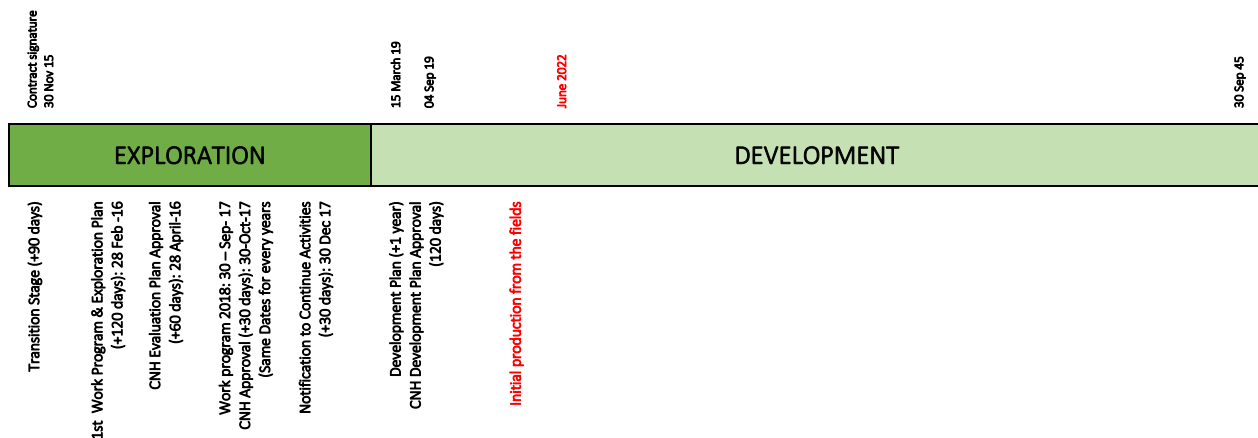 Contract signature
30 Nov 15
15 March 19
04 Sep 19
June 2022
30 Sep 45
EXPLORATION
DEVELOPMENT
Transition Stage (+90 days)
1st Work Program & Exploration Plan
(+120 days): 28 Feb -16
CNH Evaluation Plan Approval
(+60 days): 28 April-16
Work program 2018: 30 – Sep- 17
CNH Approval (+30 days): 30-Oct-17
(Same Dates for every years
Notification to Continue Activities
(+30 days): 30 Dec 17
Development Plan (+1 year)
CNH Development Plan Approval
(120 days)
Initial production from the fields